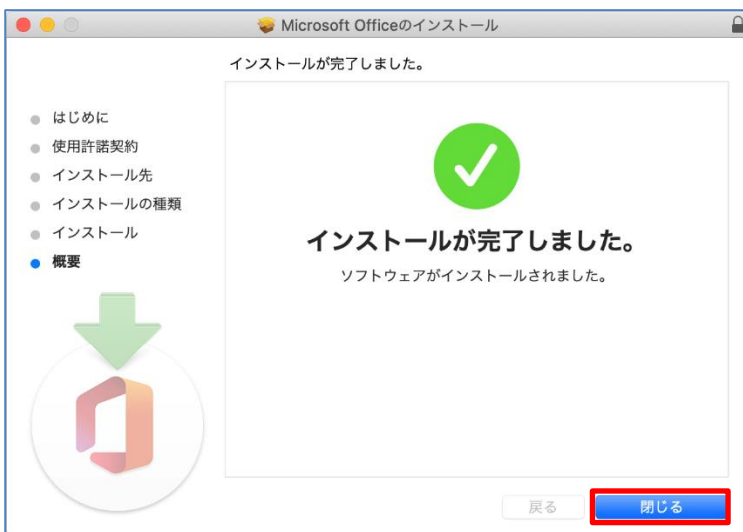 Microsoft Officeのインストール
インストールが完了しました。
はじめに
使用許諾契約
インストール先
インストールの種類
インストール
概要
インストールが完了しました。
ソフトウェアがインストールされました。
戻る
閉じる